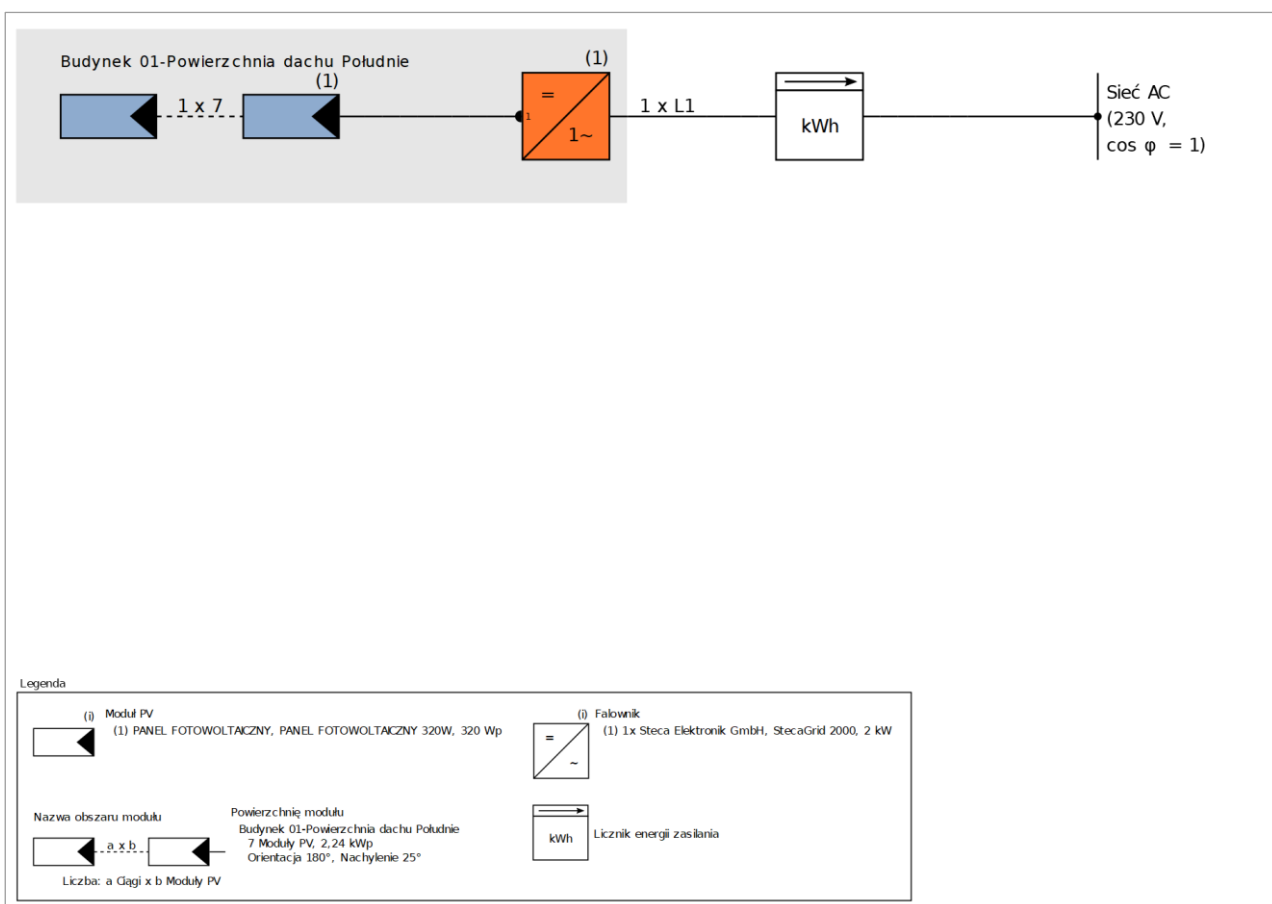 Budynek 01-Powierzchnia dachu Południe
(1)
(1)
1 x 7
=
1
1~
1 x L1
kWh
Sieć AC
(230 V,
cos φ = 1)
Legenda
(i) Moduł PV
(1) PANEL FOTOWOLTAICZNY, PANEL FOTOWOLTAICZNY 320W, 320 Wp
(i) Falownik
(1) 1x Steca Elektronik GmbH, StecaGrid 2000, 2 kW
=
~
Nazwa obszaru modułu
a x b
Liczba: a Ciągi x b Moduły PV
Powierzchnię modułu
Budynek 01-Powierzchnia dachu Południe
7 Moduły PV, 2,24 kWp
Orientacja 180°, Nachylenie 25°
kWh
Licznik energii zasilania